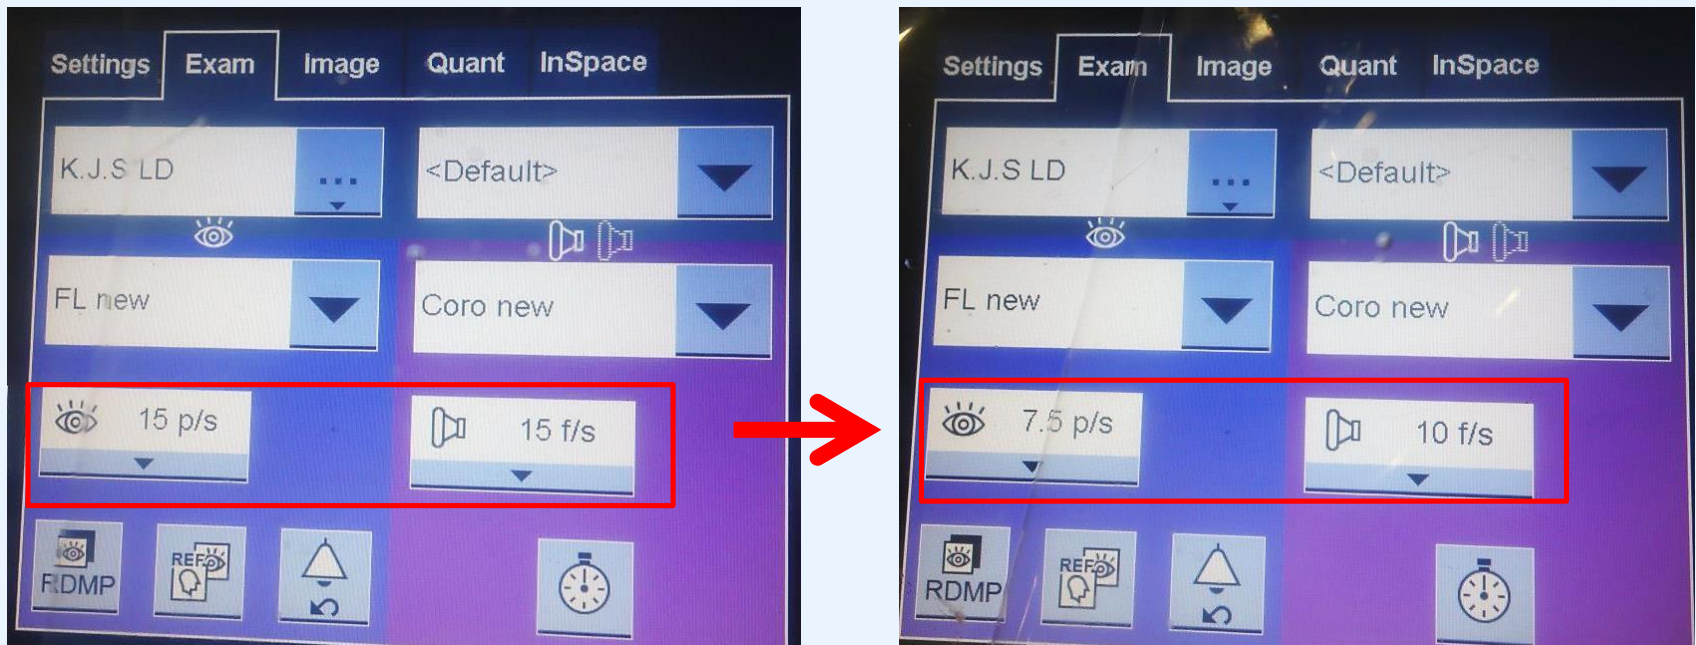 Settings Exam Image Quant InSpace
K.J.S LD <Default>
FL new Coro new
15 p/s 15 f/s
RDMP REF
Settings Exam Image Quant InSpace
K.J.S LD <Default>
FL new Coro new
7.5 p/s 10 f/s
RDMP REF